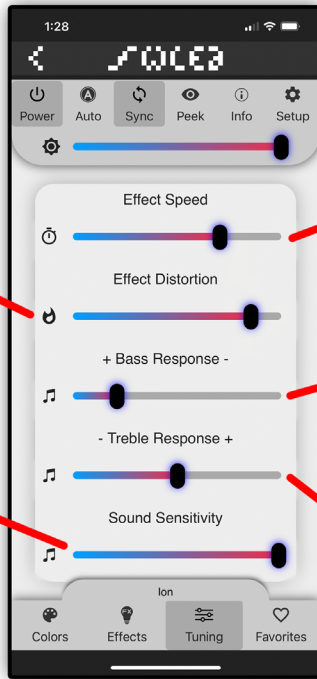 1:28
Power Auto Sync Peek Info Setup
Effect Speed
Effect Distortion
+ Bass Response -
- Treble Response +
Sound Sensitivity
Ion
FX
Colors Effects Tuning Favorites